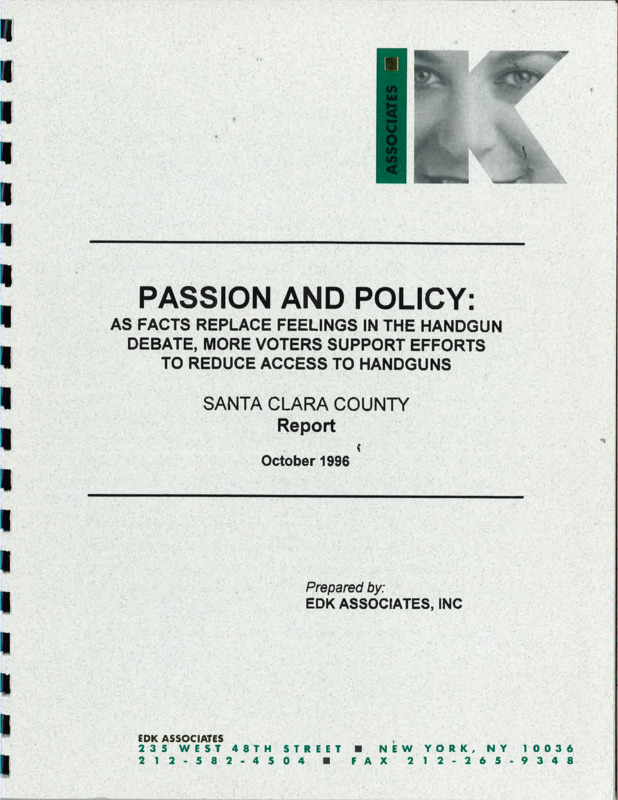 ASSOCIATES
K
PASSION AND POLICY:
AS FACTS REPLACE FEELINGS IN THE HANDGUN
DEBATE, MORE VOTERS SUPPORT EFFORTS
TO REDUCE ACCESS TO HANDGUNS
SANTA CLARA COUNTY
Report
October 1996
Prepared by:
EDK ASSOCIATES, INC
EDK ASSOCIATES
235 WEST 48TH STREET ■ NEW YORK, NY 10036
212-582-4504 ■ FAX 212-265-9348